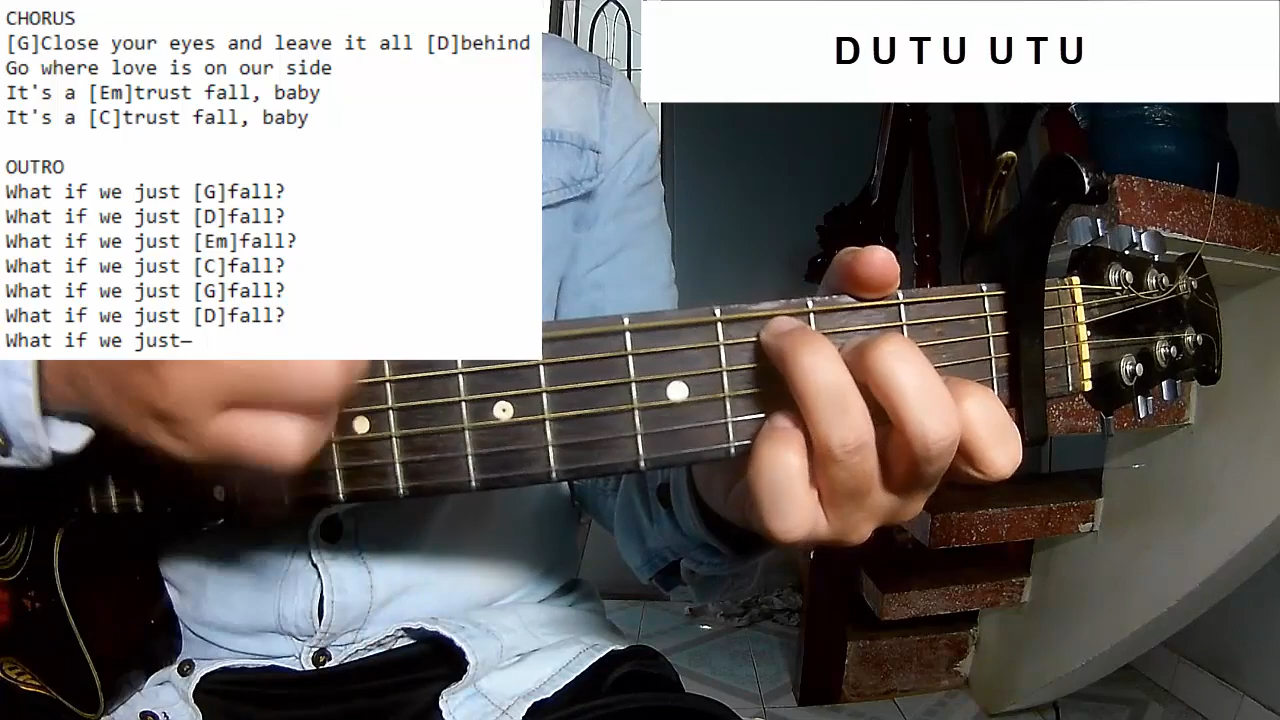 CHORUS
[G]Close your eyes and leave it all [D]behind
Go where love is on our side
It's a [Em]trust fall, baby
It's a [C]trust fall, baby
OUTRO
What if we just [G]fall?
What if we just [D]fall?
What if we just [Em]fall?
What if we just [C]fall?
What if we just [G]fall?
What if we just [D]fall?
What if we just—
D U T U U T U